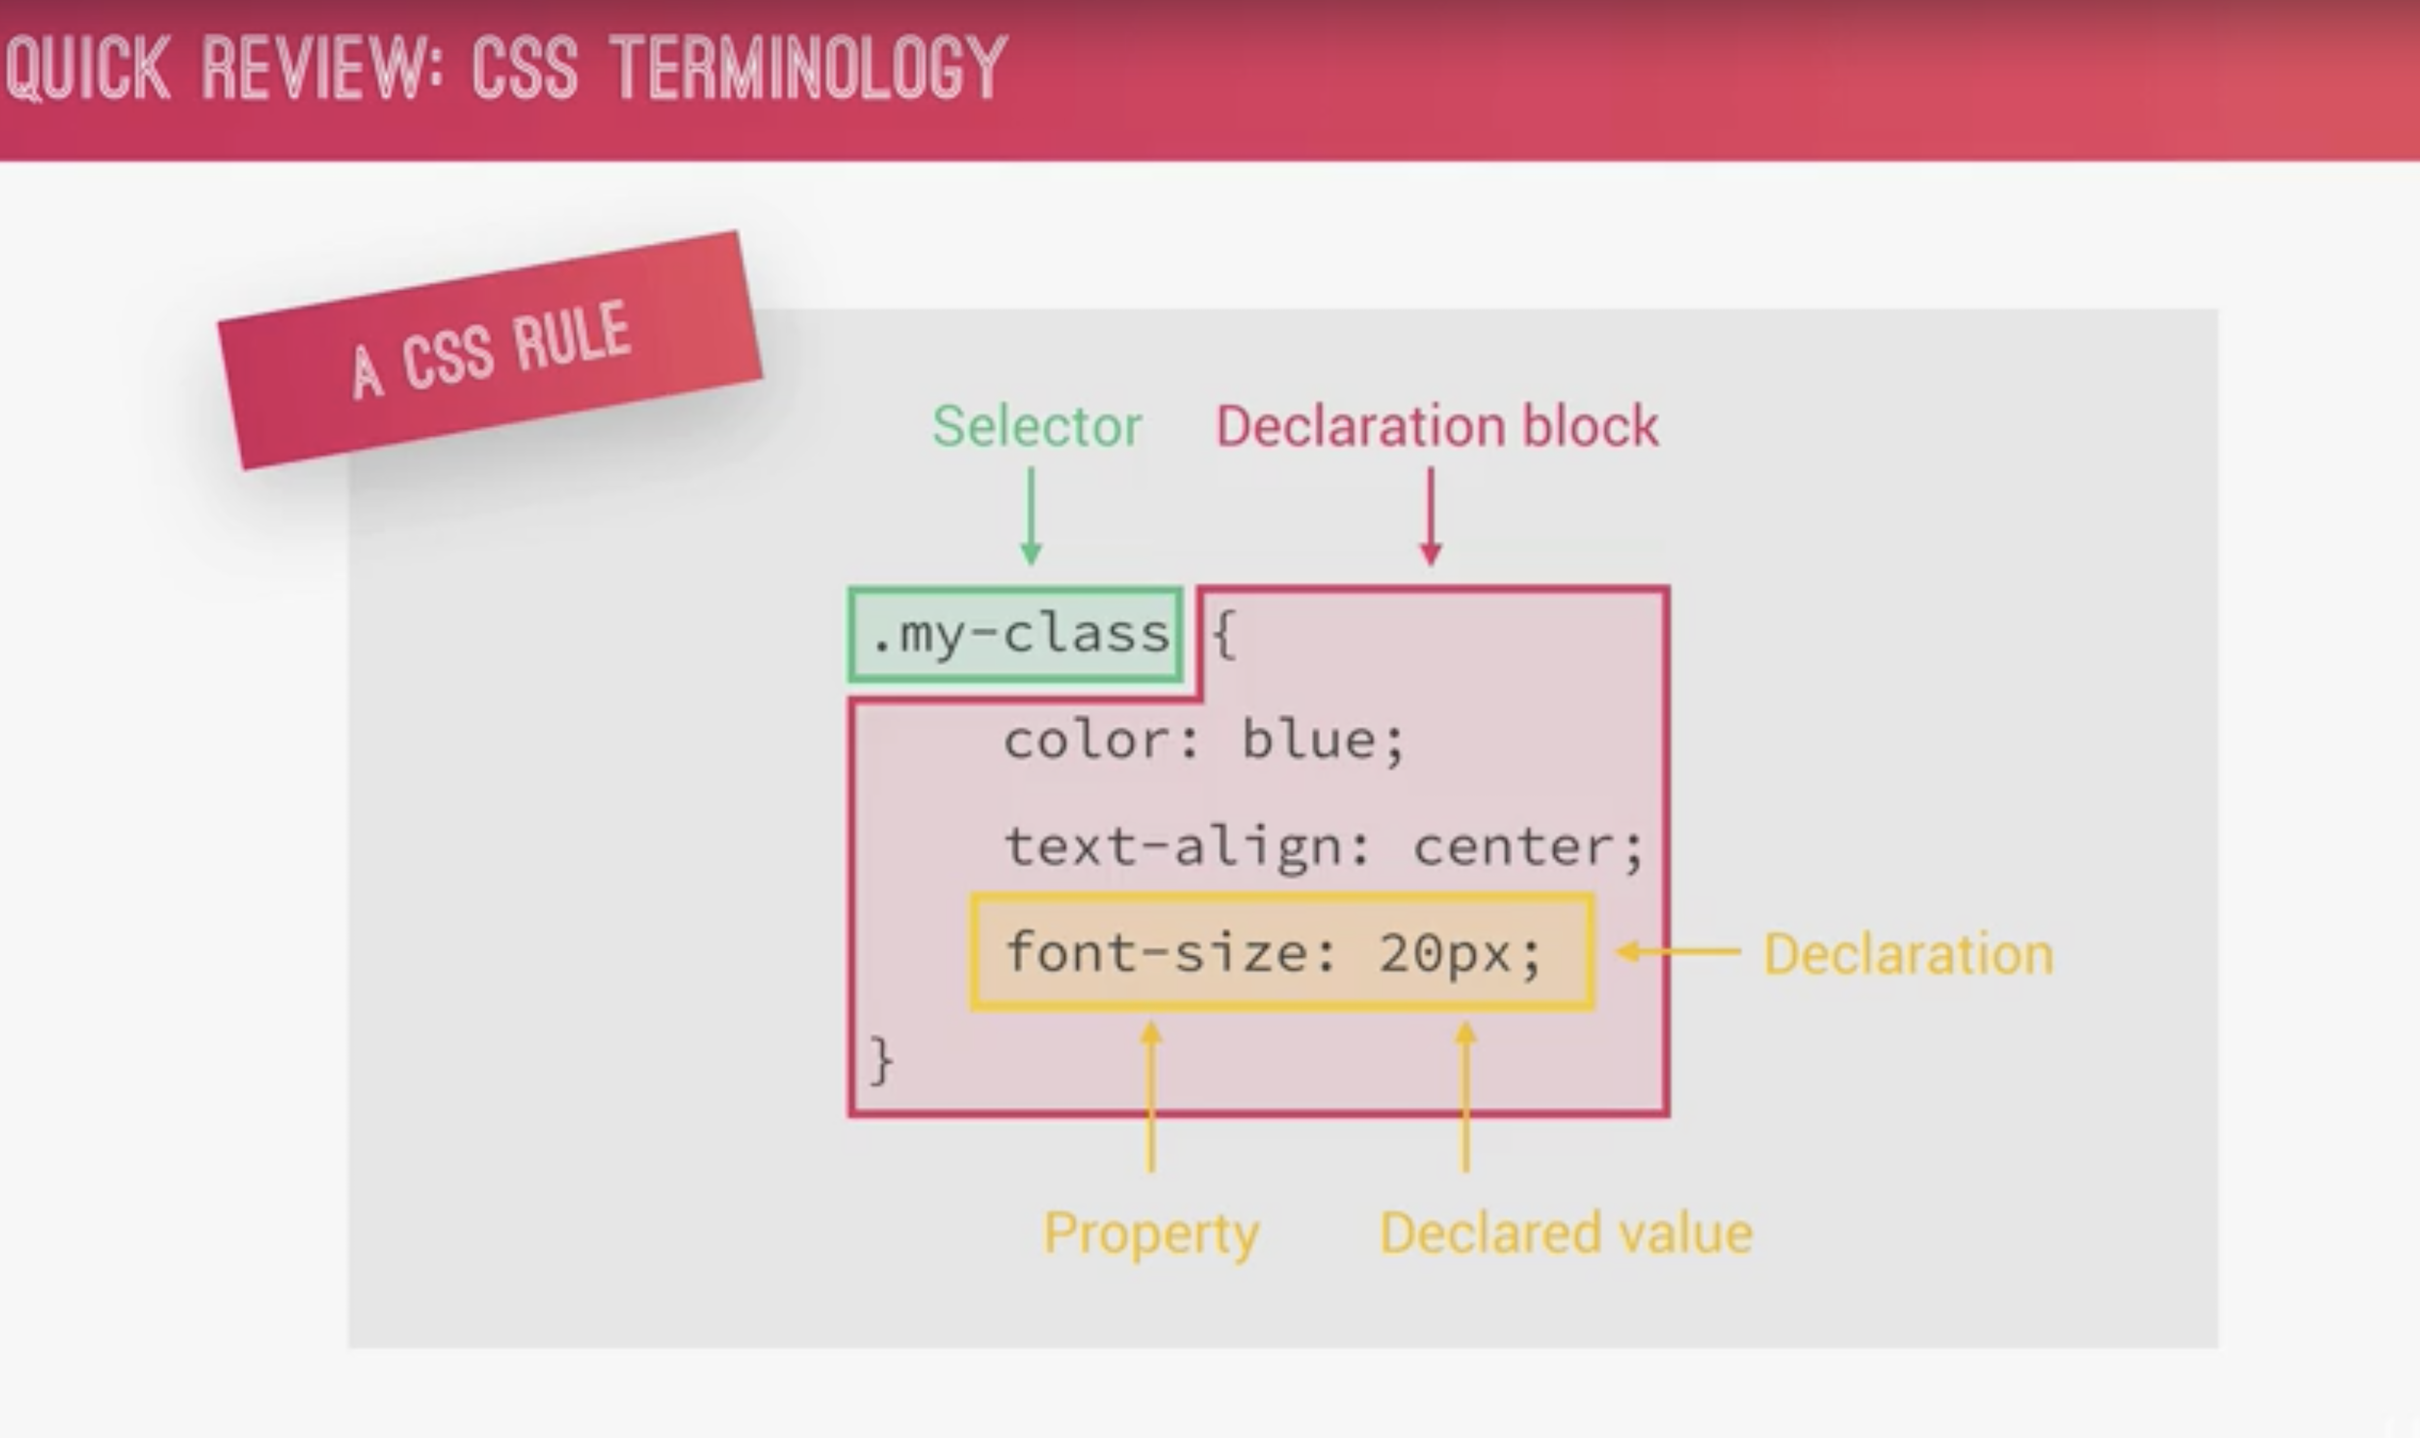 QUICK REVIEW: CSS TERMINOLOGY
A CSS RULE
Selector
Declaration block
.my-class {
color: blue;
text-align: center;
font-size: 20px;
Declaration
}
Property
Declared value